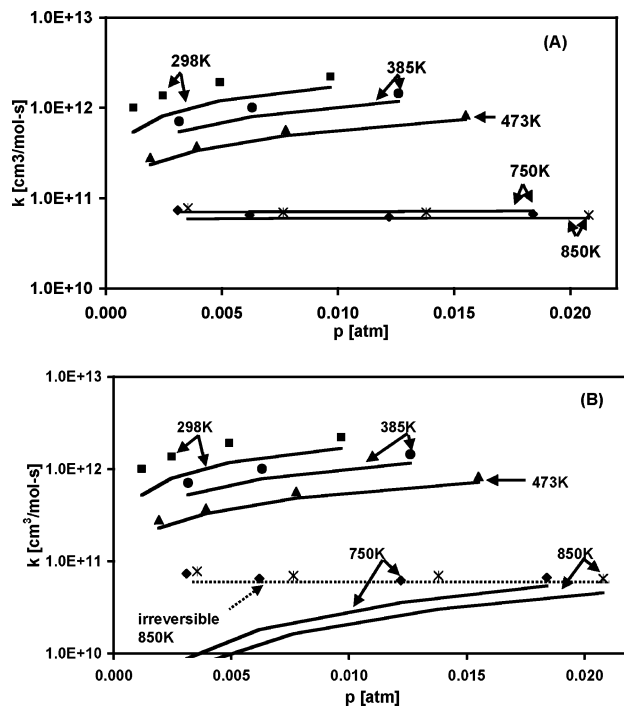 1.0E+13
(A)
298K
385K
1.0E+12
473K
k [cm3/mol-s]
750K
1.0E+11
850K
1.0E+10
0.000 0.005 0.010 0.015 0.020
p [atm]
1.0E+13
(B)
298K
385K
1.0E+12
473K
k [cm³/mol-s]
750K
850K
1.0E+11
irreversible
850K
1.0E+10
0.000 0.005 0.010 0.015 0.020
p [atm]